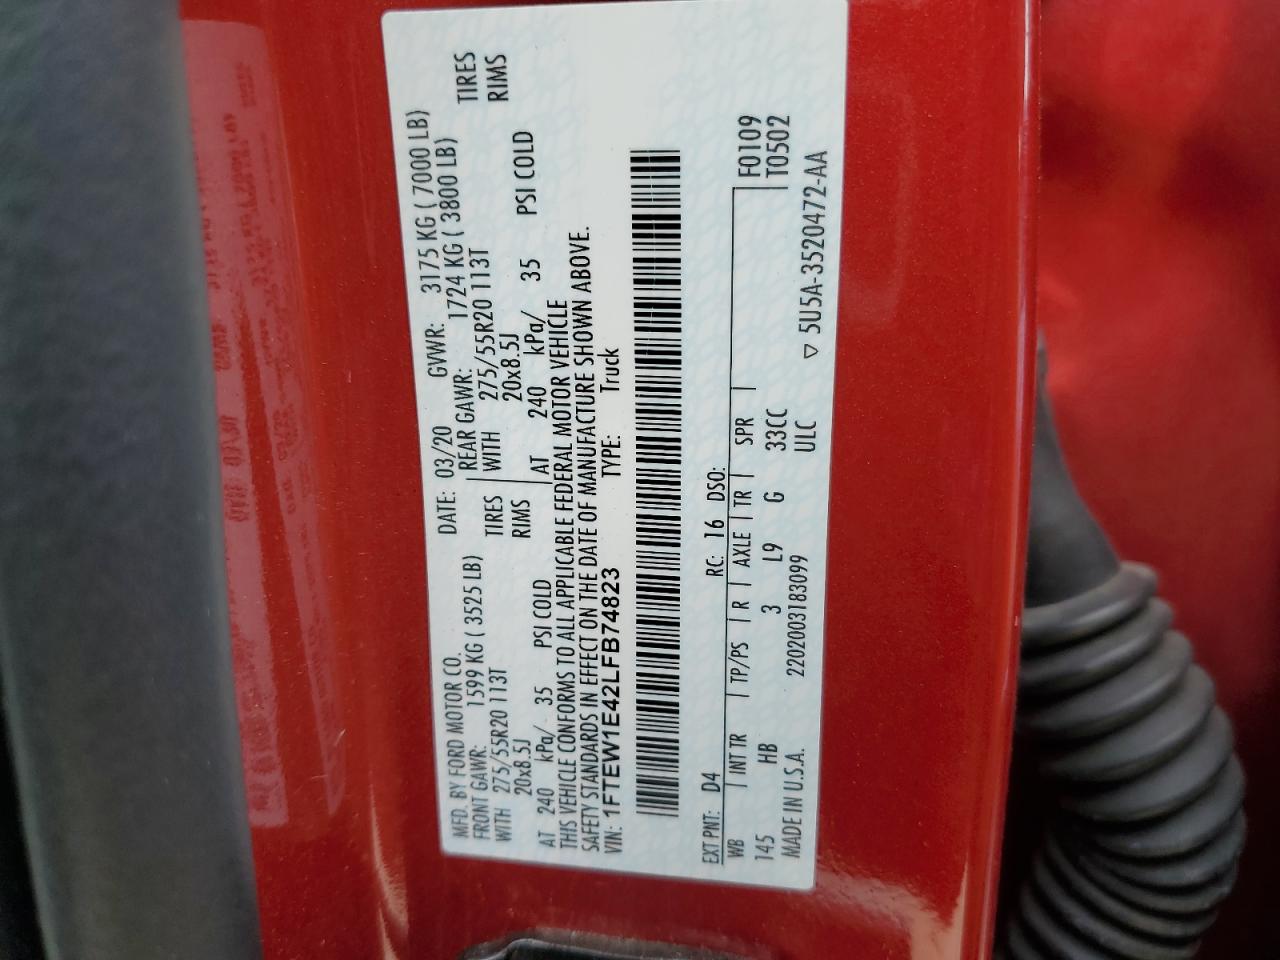 MFD. BY FORD MOTOR CO. DATE: 03/20 GVWR: 3175 KG ( 7000 LB)
FRONT GAWR: 1599 KG ( 3525 LB) REAR GAWR: 1724 KG ( 3800 LB)
WITH 275/55R20 113T TIRES WITH 275/55R20 113T TIRES
20x8.5J RIMS 20x8.5J RIMS
AT 240 kPa/ 35 PSI COLD AT 240 kPa/ 35 PSI COLD
THIS VEHICLE CONFORMS TO ALL APPLICABLE FEDERAL MOTOR VEHICLE
SAFETY STANDARDS IN EFFECT ON THE DATE OF MANUFACTURE SHOWN ABOVE.
VIN: 1FTEW1E42LFB74823 TYPE: Truck
EXT PNT: D4 RC: 16 DSO: F0109
WB INT TR TP/PS R AXLE TR SPR T0502
145 HB 3 L9 G 33CC
MADE IN U.S.A. 2202003183099 ULC ▽ 5U5A-3520472-AA